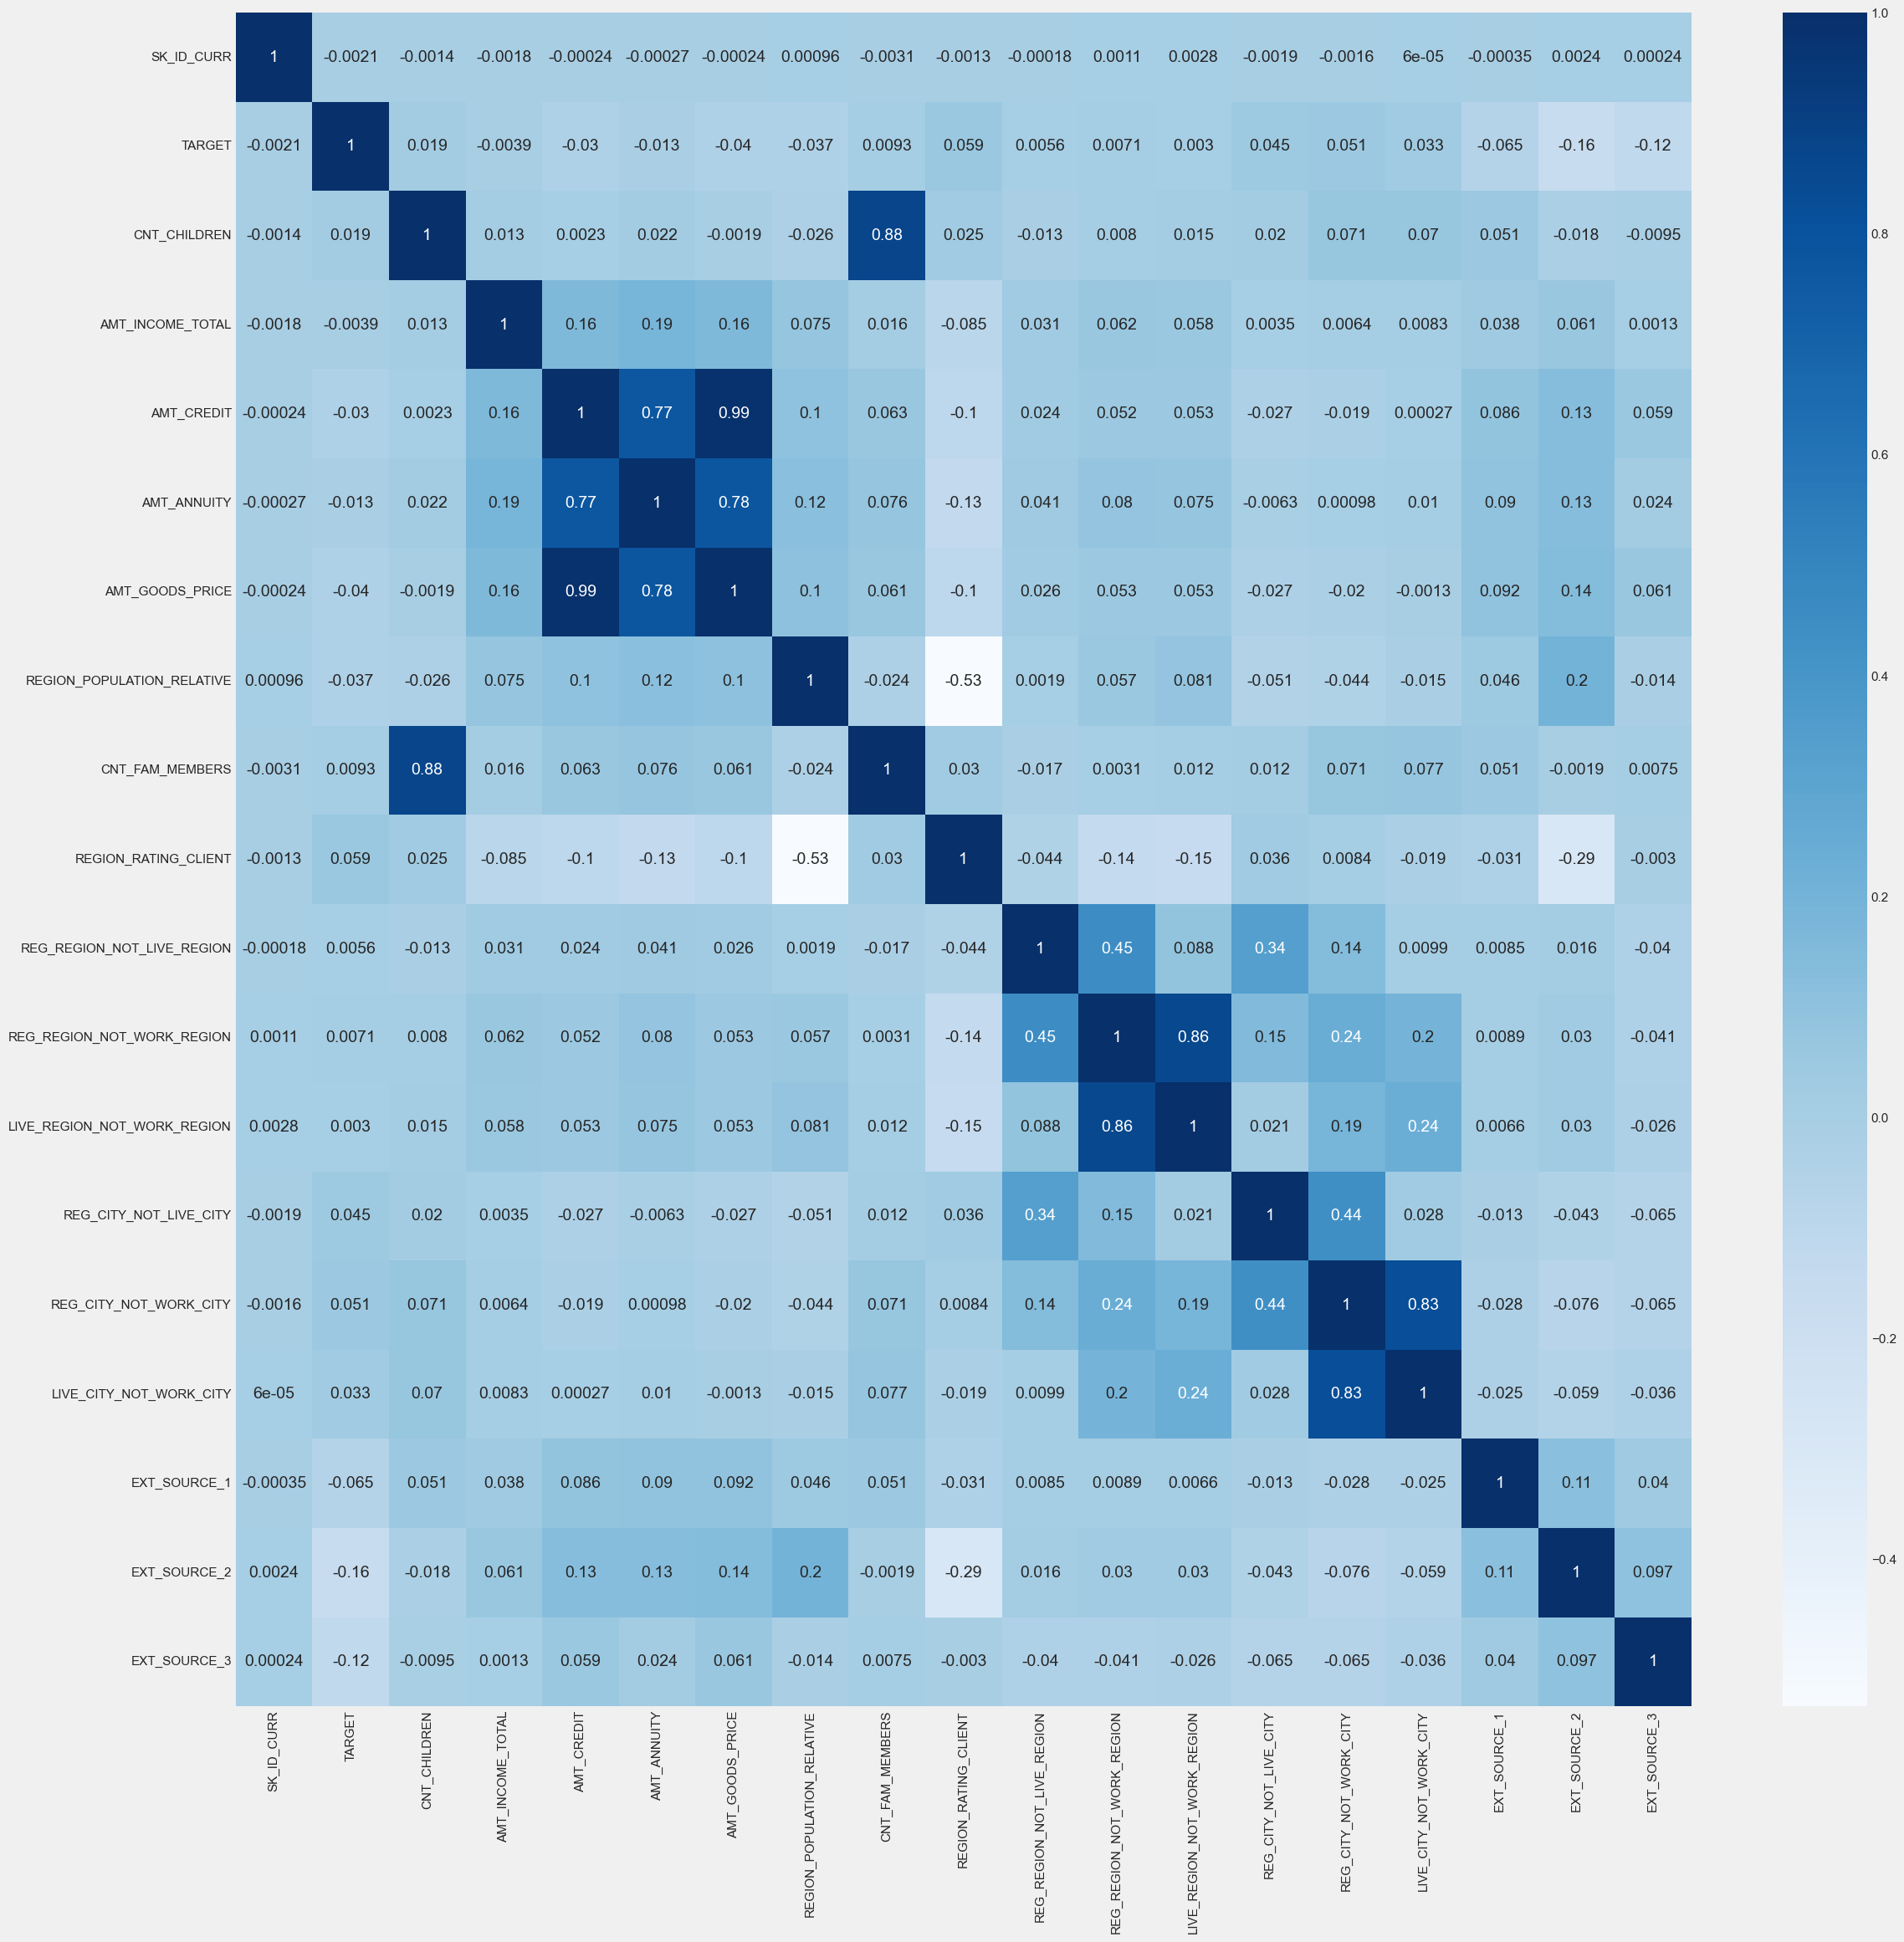 SK_ID_CURR 1 -0.0021 -0.0014 -0.0018 -0.00024 -0.00027 -0.00024 0.00096 -0.0031 -0.0013 -0.00018 0.0011 0.0028 -0.0019 -0.0016 6e-05 -0.00035 0.0024 0.00024
TARGET -0.0021 1 0.019 -0.0039 -0.03 -0.013 -0.04 -0.037 0.0093 0.059 0.0056 0.0071 0.003 0.045 0.051 0.033 -0.065 -0.16 -0.12
CNT_CHILDREN -0.0014 0.019 1 0.013 0.0023 0.022 -0.0019 -0.026 0.88 0.025 -0.013 0.008 0.015 0.02 0.071 0.07 0.051 -0.018 -0.0095
AMT_INCOME_TOTAL -0.0018 -0.0039 0.013 1 0.16 0.19 0.16 0.075 0.016 -0.085 0.031 0.062 0.058 0.0035 0.0064 0.0083 0.038 0.061 0.0013
AMT_CREDIT -0.00024 -0.03 0.0023 0.16 1 0.77 0.99 0.1 0.063 -0.1 0.024 0.052 0.053 -0.027 -0.019 0.00027 0.086 0.13 0.059
AMT_ANNUITY -0.00027 -0.013 0.022 0.19 0.77 1 0.78 0.12 0.076 -0.13 0.041 0.08 0.075 -0.0063 0.00098 0.01 0.09 0.13 0.024
AMT_GOODS_PRICE -0.00024 -0.04 -0.0019 0.16 0.99 0.78 1 0.1 0.061 -0.1 0.026 0.053 0.053 -0.027 -0.02 -0.0013 0.092 0.14 0.061
REGION_POPULATION_RELATIVE 0.00096 -0.037 -0.026 0.075 0.1 0.12 0.1 1 -0.024 -0.53 0.0019 0.057 0.081 -0.051 -0.044 -0.015 0.046 0.2 -0.014
CNT_FAM_MEMBERS -0.0031 0.0093 0.88 0.016 0.063 0.076 0.061 -0.024 1 0.03 -0.017 0.0031 0.012 0.012 0.071 0.077 0.051 -0.0019 0.0075
REGION_RATING_CLIENT -0.0013 0.059 0.025 -0.085 -0.1 -0.13 -0.1 -0.53 0.03 1 -0.044 -0.14 -0.15 0.036 0.0084 -0.019 -0.031 -0.29 -0.003
REG_REGION_NOT_LIVE_REGION -0.00018 0.0056 -0.013 0.031 0.024 0.041 0.026 0.0019 -0.017 -0.044 1 0.45 0.088 0.34 0.14 0.0099 0.0085 0.016 -0.04
REG_REGION_NOT_WORK_REGION 0.0011 0.0071 0.008 0.062 0.052 0.08 0.053 0.057 0.0031 -0.14 0.45 1 0.86 0.15 0.24 0.2 0.0089 0.03 -0.041
LIVE_REGION_NOT_WORK_REGION 0.0028 0.003 0.015 0.058 0.053 0.075 0.053 0.081 0.012 -0.15 0.088 0.86 1 0.021 0.19 0.24 0.0066 0.03 -0.026
REG_CITY_NOT_LIVE_CITY -0.0019 0.045 0.02 0.0035 -0.027 -0.0063 -0.027 -0.051 0.012 0.036 0.34 0.15 0.021 1 0.44 0.028 -0.013 -0.043 -0.065
REG_CITY_NOT_WORK_CITY -0.0016 0.051 0.071 0.0064 -0.019 0.00098 -0.02 -0.044 0.071 0.0084 0.14 0.24 0.19 0.44 1 0.83 -0.028 -0.076 -0.065
LIVE_CITY_NOT_WORK_CITY 6e-05 0.033 0.07 0.0083 0.00027 0.01 -0.0013 -0.015 0.077 -0.019 0.0099 0.2 0.24 0.028 0.83 1 -0.025 -0.059 -0.036
EXT_SOURCE_1 -0.00035 -0.065 0.051 0.038 0.086 0.09 0.092 0.046 0.051 -0.031 0.0085 0.0089 0.0066 -0.013 -0.028 -0.025 1 0.11 0.04
EXT_SOURCE_2 0.0024 -0.16 -0.018 0.061 0.13 0.13 0.14 0.2 -0.0019 -0.29 0.016 0.03 0.03 -0.043 -0.076 -0.059 0.11 1 0.097
EXT_SOURCE_3 0.00024 -0.12 -0.0095 0.0013 0.059 0.024 0.061 -0.014 0.0075 -0.003 -0.04 -0.041 -0.026 -0.065 -0.065 -0.036 0.04 0.097 1
SK_ID_CURR
TARGET
CNT_CHILDREN
AMT_INCOME_TOTAL
AMT_CREDIT
AMT_ANNUITY
AMT_GOODS_PRICE
REGION_POPULATION_RELATIVE
CNT_FAM_MEMBERS
REGION_RATING_CLIENT
REG_REGION_NOT_LIVE_REGION
REG_REGION_NOT_WORK_REGION
LIVE_REGION_NOT_WORK_REGION
REG_CITY_NOT_LIVE_CITY
REG_CITY_NOT_WORK_CITY
LIVE_CITY_NOT_WORK_CITY
EXT_SOURCE_1
EXT_SOURCE_2
EXT_SOURCE_3
1.0
0.8
0.6
0.4
0.2
0.0
−0.2
−0.4